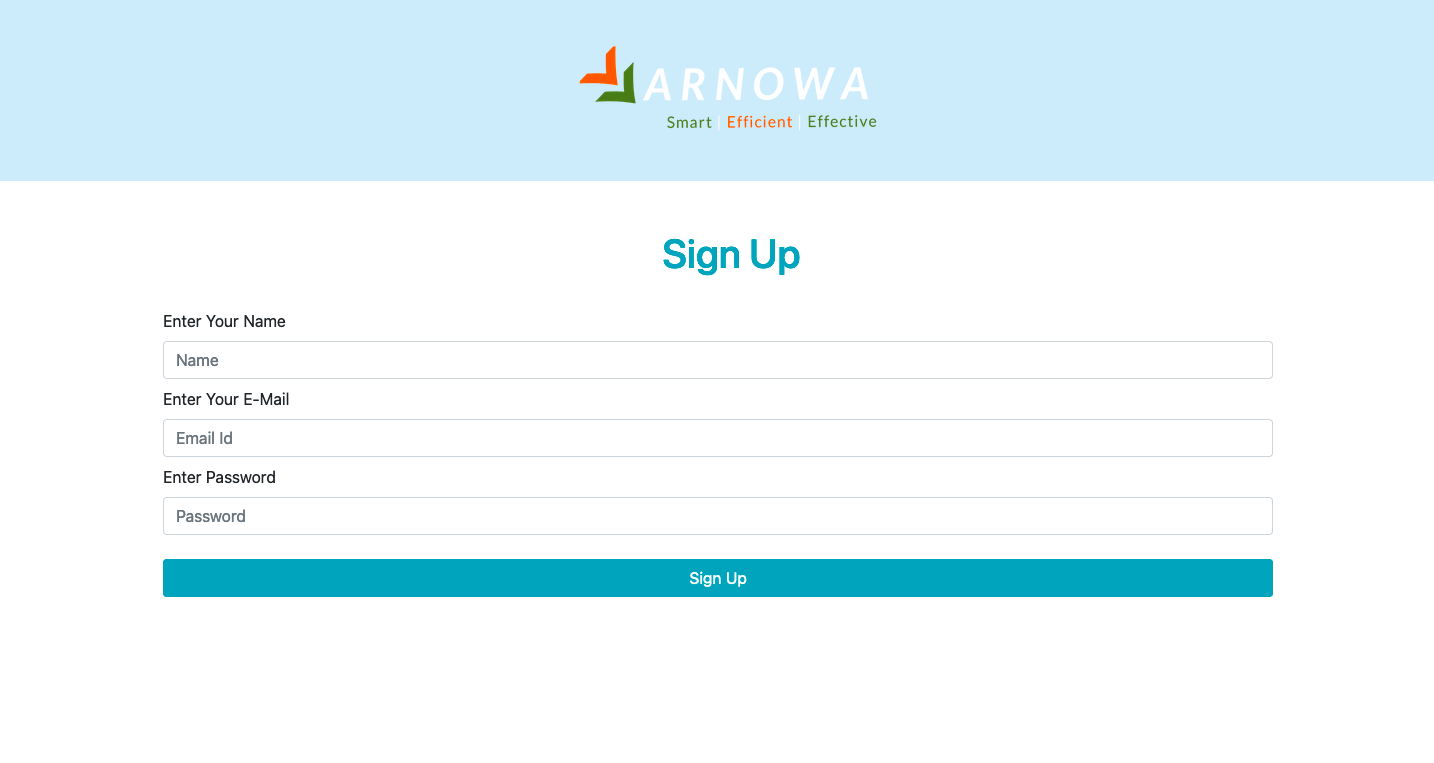 ARNOWA
Smart | Efficient | Effective
Sign Up
Enter Your Name
Name
Enter Your E-Mail
Email Id
Enter Password
Password
Sign Up